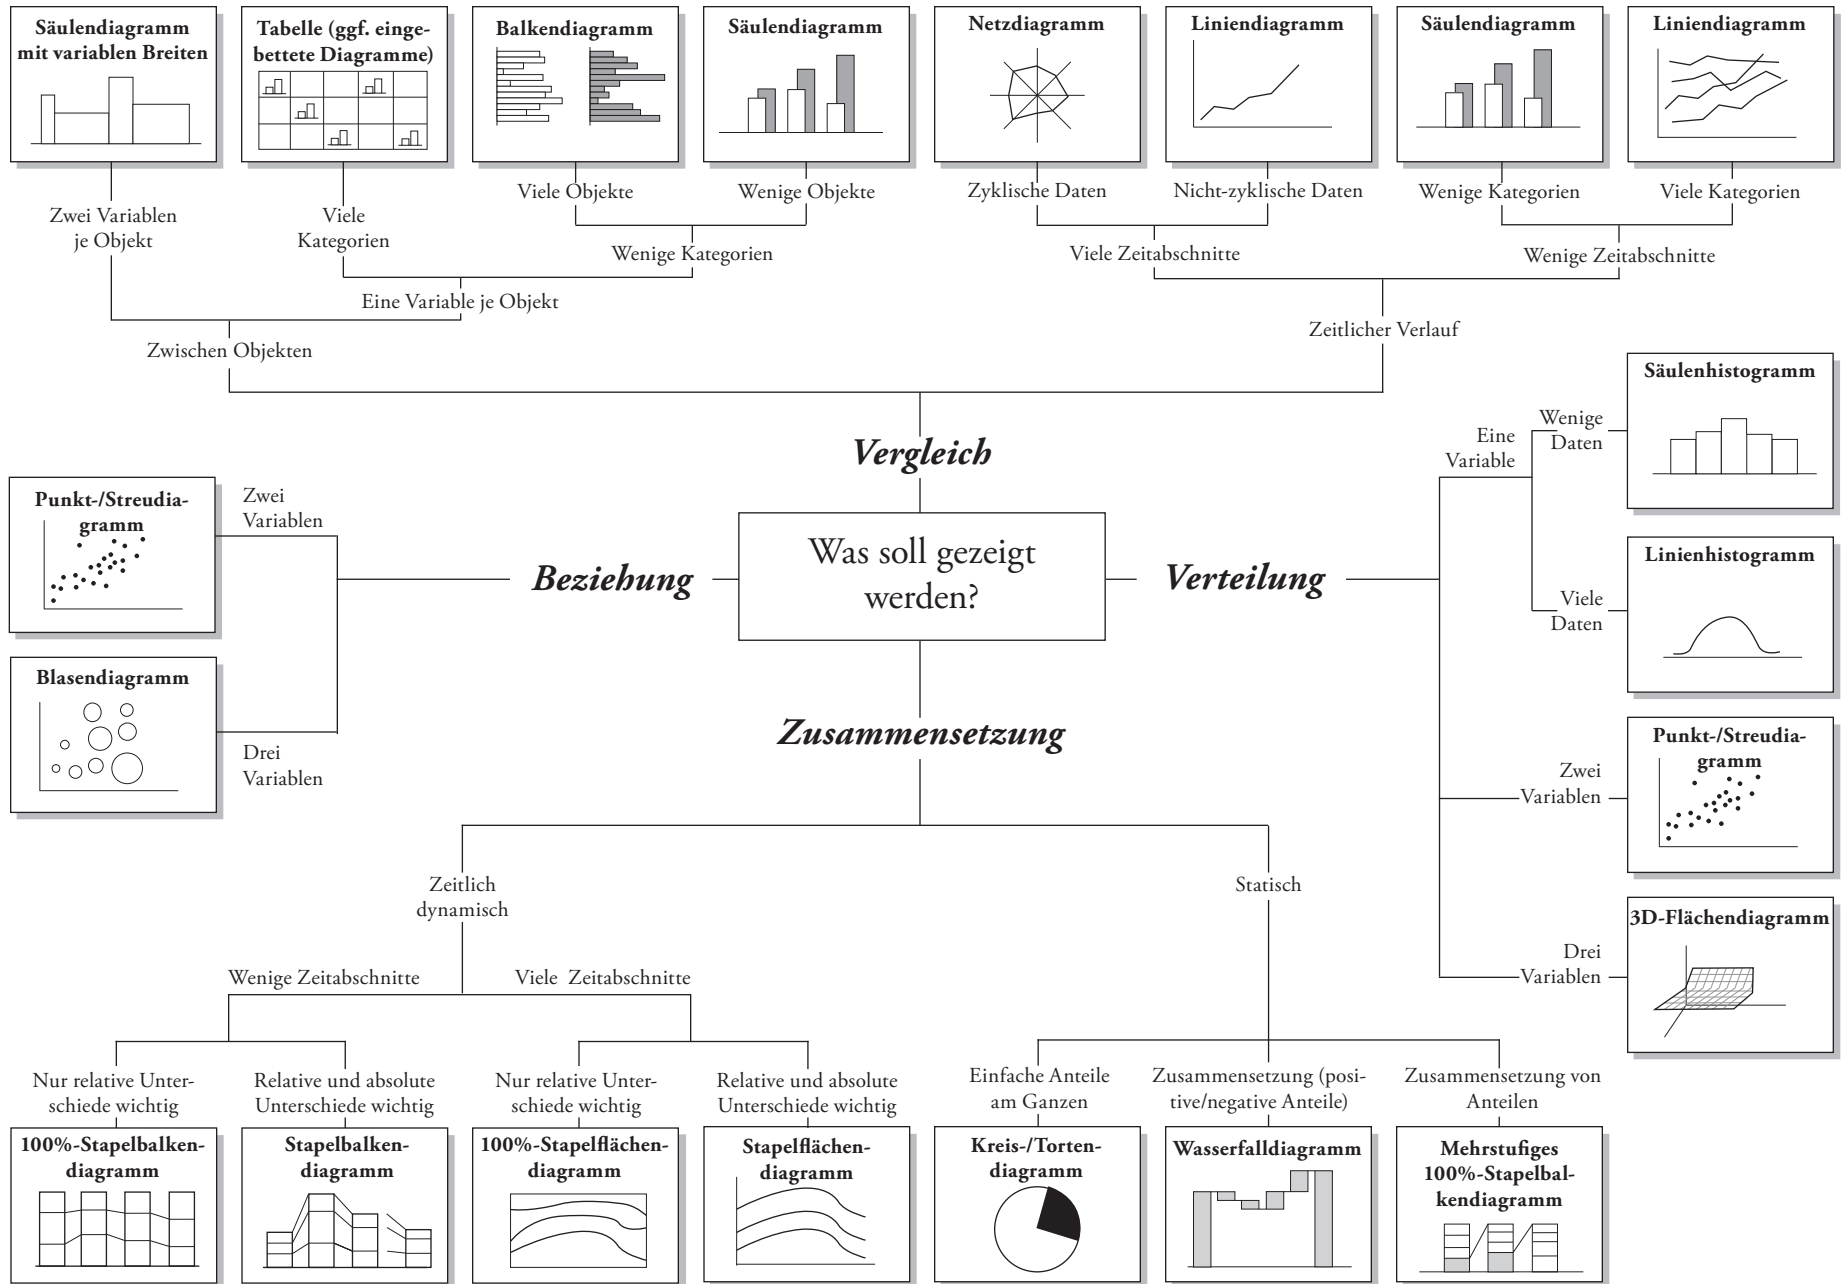 Säulendiagramm
mit variablen Breiten
Tabelle (ggf. einge-
bettete Diagramme)
Balkendiagramm
Säulendiagramm
Netzdiagramm
Liniendiagramm
Säulendiagramm
Liniendiagramm
Zwei Variablen
je Objekt
Viele
Kategorien
Viele Objekte
Wenige Objekte
Zyklische Daten
Nicht-zyklische Daten
Wenige Kategorien
Viele Kategorien
Wenige Kategorien
Viele Zeitabschnitte
Wenige Zeitabschnitte
Eine Variable je Objekt
Zwischen Objekten
Zeitlicher Verlauf
Vergleich
Was soll gezeigt
werden?
Beziehung
Zwei
Variablen
Punkt-/Streudia-
gramm
Drei
Variablen
Blasendiagramm
Verteilung
Eine
Variable
Wenige
Daten
Säulenhistogramm
Viele
Daten
Linienhistogramm
Zwei
Variablen
Punkt-/Streudia-
gramm
Drei
Variablen
3D-Flächendiagramm
Zusammensetzung
Zeitlich
dynamisch
Statisch
Wenige Zeitabschnitte
Viele Zeitabschnitte
Nur relative Unter-
schiede wichtig
Relative und absolute
Unterschiede wichtig
Nur relative Unter-
schiede wichtig
Relative und absolute
Unterschiede wichtig
Einfache Anteile
am Ganzen
Zusammensetzung (posi-
tive/negative Anteile)
Zusammensetzung von
Anteilen
100%-Stapelbalken-
diagramm
Stapelbalken-
diagramm
100%-Stapelflächen-
diagramm
Stapelflächen-
diagramm
Kreis-/Torten-
diagramm
Wasserfalldiagramm
Mehrstufiges
100%-Stapelbal-
kendiagramm